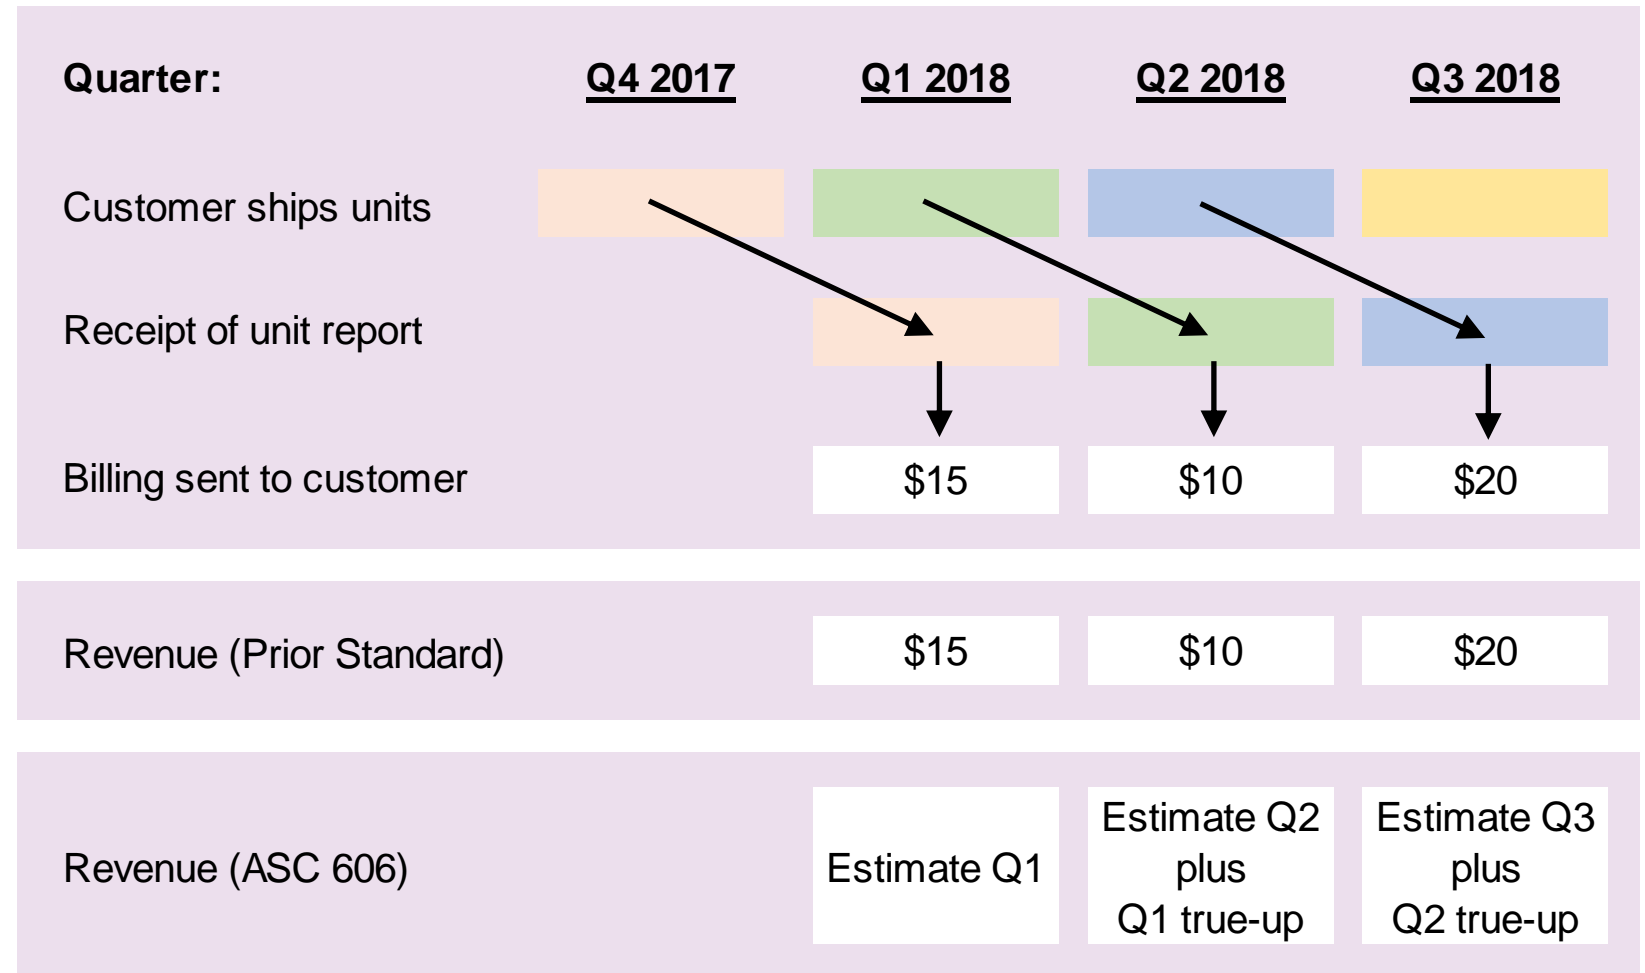 Quarter: Q4 2017 Q1 2018 Q2 2018 Q3 2018
Customer ships units
Receipt of unit report
Billing sent to customer $15 $10 $20
Revenue (Prior Standard) $15 $10 $20
Revenue (ASC 606)
Estimate Q1
Estimate Q2
plus
Q1 true-up
Estimate Q3
plus
Q2 true-up